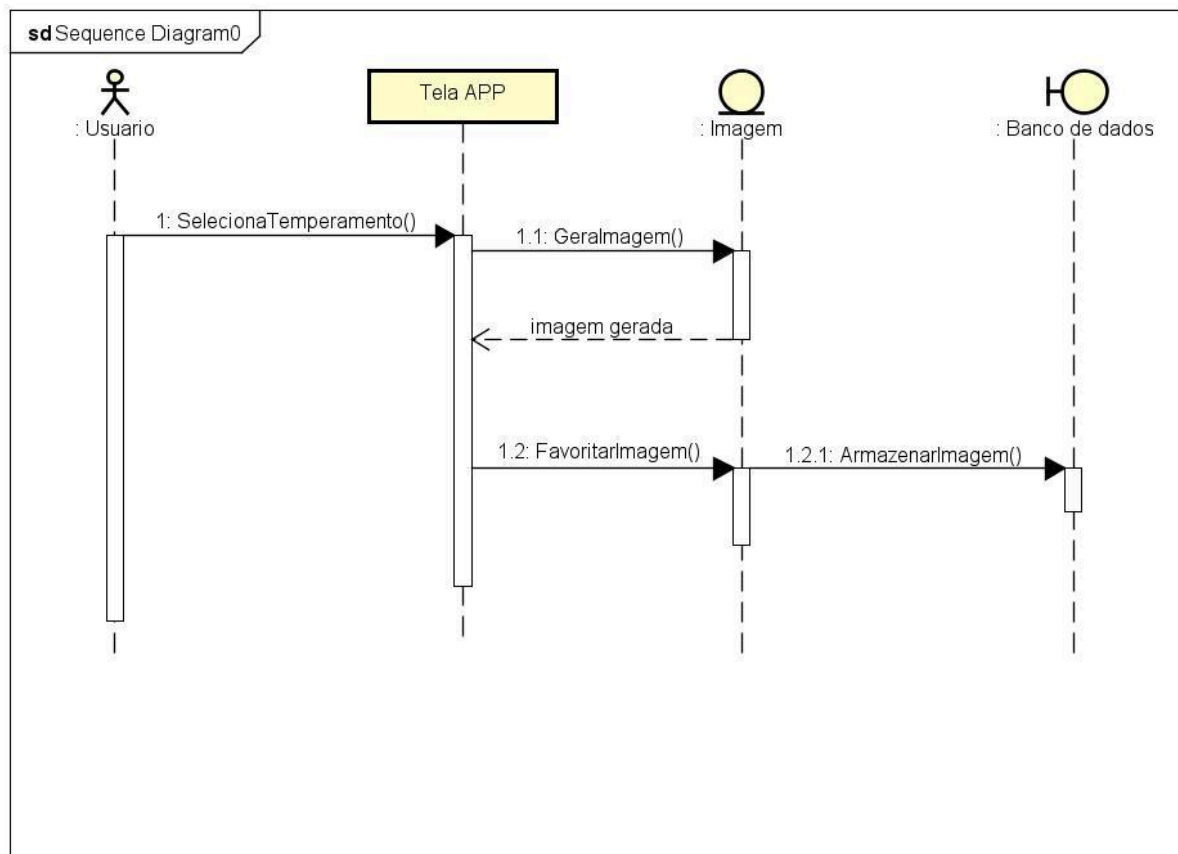 sd Sequence Diagram0
: Usuario
Tela APP
: Imagem
: Banco de dados
1: SelecionaTemperamento()
1.1: GeraImagem()
imagem gerada
1.2: FavoritarImagem()
1.2.1: ArmazenarImagem()